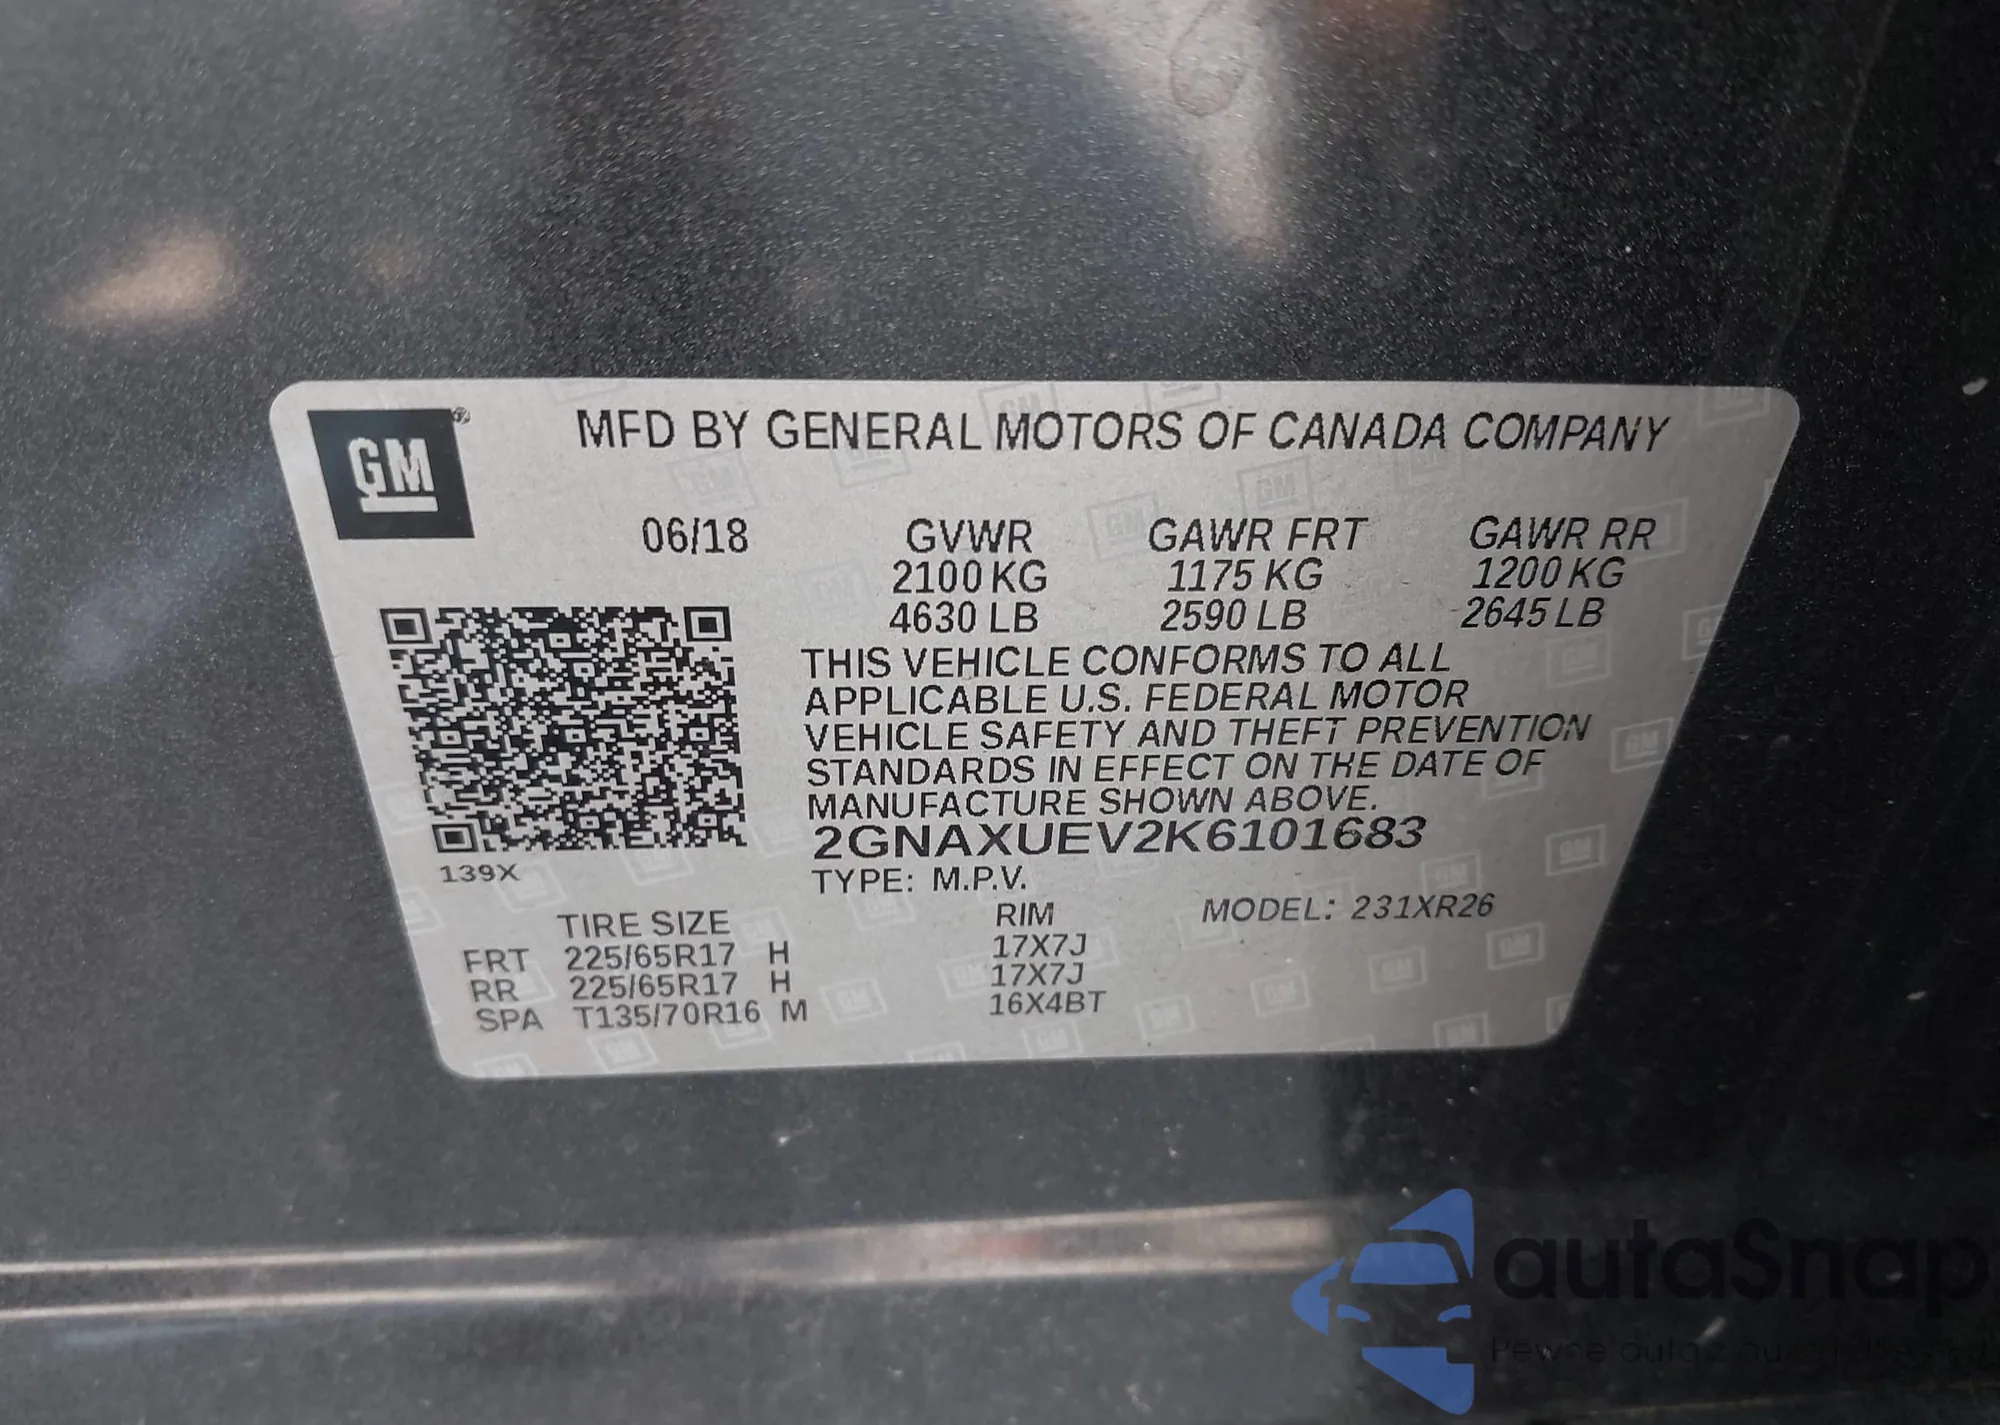 GM ®
MFD BY GENERAL MOTORS OF CANADA COMPANY
06/18 GVWR GAWR FRT GAWR RR
2100 KG 1175 KG 1200 KG
4630 LB 2590 LB 2645 LB
THIS VEHICLE CONFORMS TO ALL
APPLICABLE U.S. FEDERAL MOTOR
VEHICLE SAFETY AND THEFT PREVENTION
STANDARDS IN EFFECT ON THE DATE OF
MANUFACTURE SHOWN ABOVE.
2GNAXUEV2K6101683
139X
TYPE: M.P.V.
TIRE SIZE RIM MODEL: 231XR26
FRT 225/65R17 H 17X7J
RR 225/65R17 H 17X7J
SPA T135/70R16 M 16X4BT
autaSnap
Pewne auta z